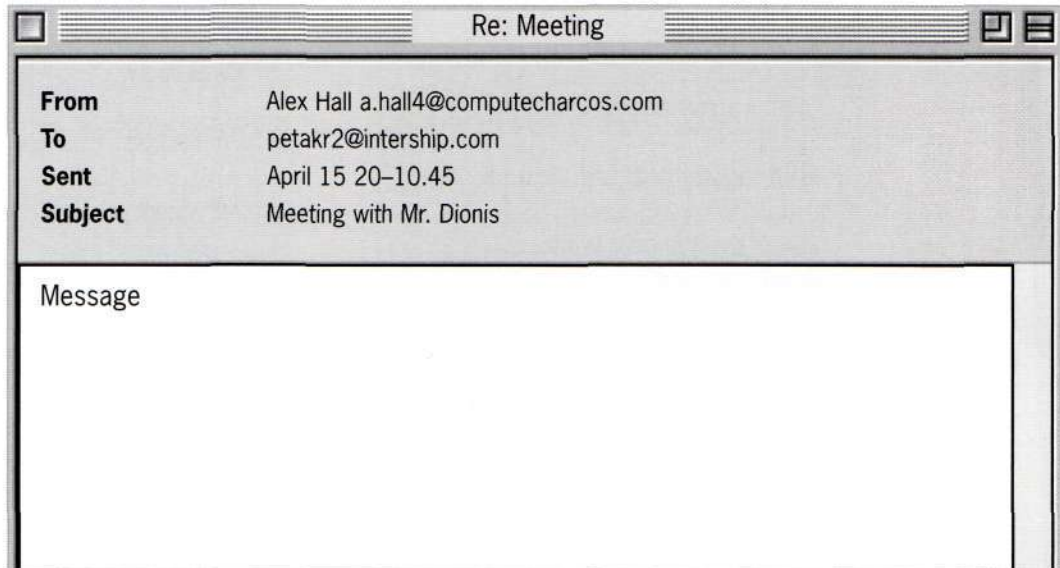 Re: Meeting
From Alex Hall a.hall4@computecharcos.com
To petakr2@intership.com
Sent April 15 20–10.45
Subject Meeting with Mr. Dionis
Message